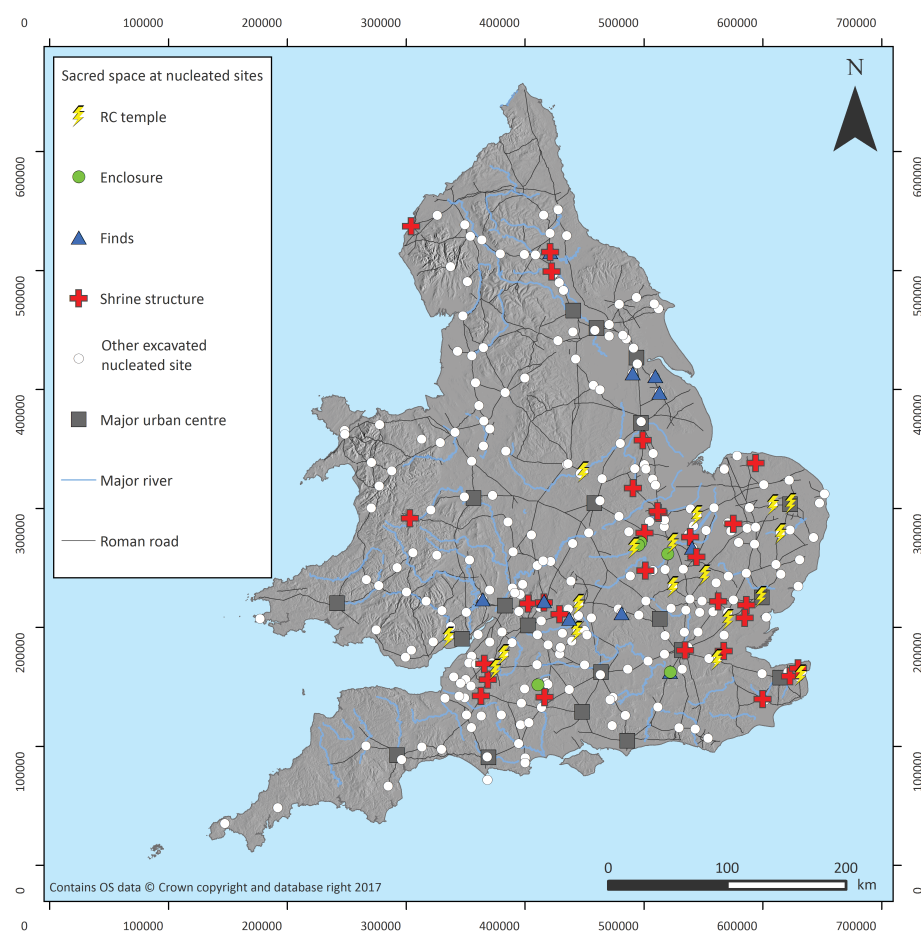 0 100000 200000 300000 400000 500000 600000 700000
Sacred space at nucleated sites
RC temple
Enclosure
Finds
Shrine structure
Other excavated
nucleated site
Major urban centre
Major river
Roman road
N
600000
500000
400000
300000
200000
100000
0
600000
500000
400000
300000
200000
100000
0
0 100 200
km
Contains OS data © Crown copyright and database right 2017
0 100000 200000 300000 400000 500000 600000 700000